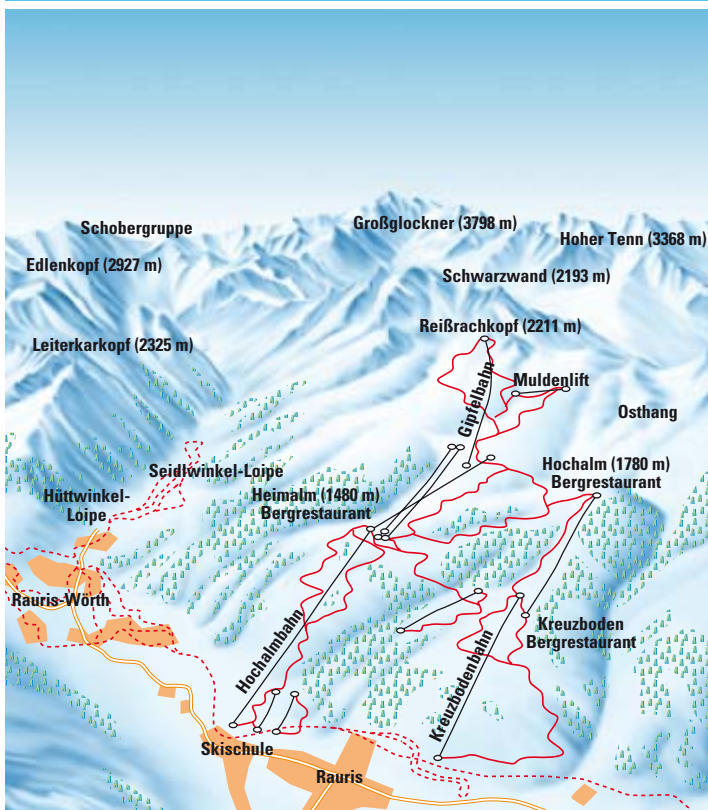 Großglockner (3798 m)
Schobergruppe
Hoher Tenn (3368 m)
Edlenkopf (2927 m)
Schwarzwand (2193 m)
Reißrachkopf (2211 m)
Leiterkarkopf (2325 m)
Muldenlift
Gipfelbahn
Osthang
Seidlwinkel-Loipe
Hochalm (1780 m)
Bergrestaurant
Hüttwinkel-
Loipe
Heimalm (1480 m)
Bergrestaurant
Rauris-Wörth
Hochalmbahn
Kreuzbodenbahn
Kreuzboden
Bergrestaurant
Skischule
Rauris